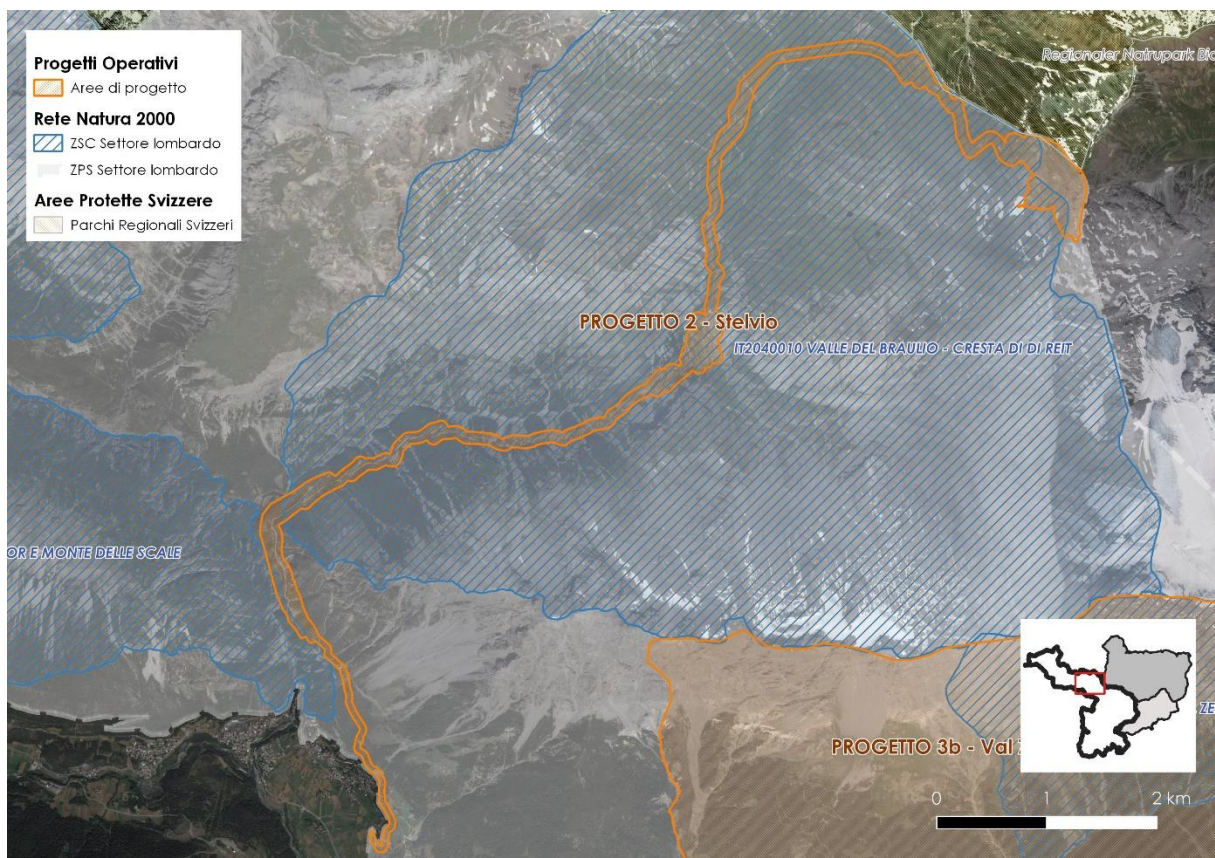 Progetti Operativi
Aree di progetto
Rete Natura 2000
ZSC Settore lombardo
ZPS Settore lombardo
Aree Protette Svizzere
Parchi Regionali Svizzeri
Regionaler Natrupark Bio
PROGETTO 2 - Stelvio
IT2040010 VALLE DEL BRAULIO - CRESTA DI DI REIT
OR E MONTE DELLE SCALE
ZE
PROGETTO 3b - Val
0 1 2 km